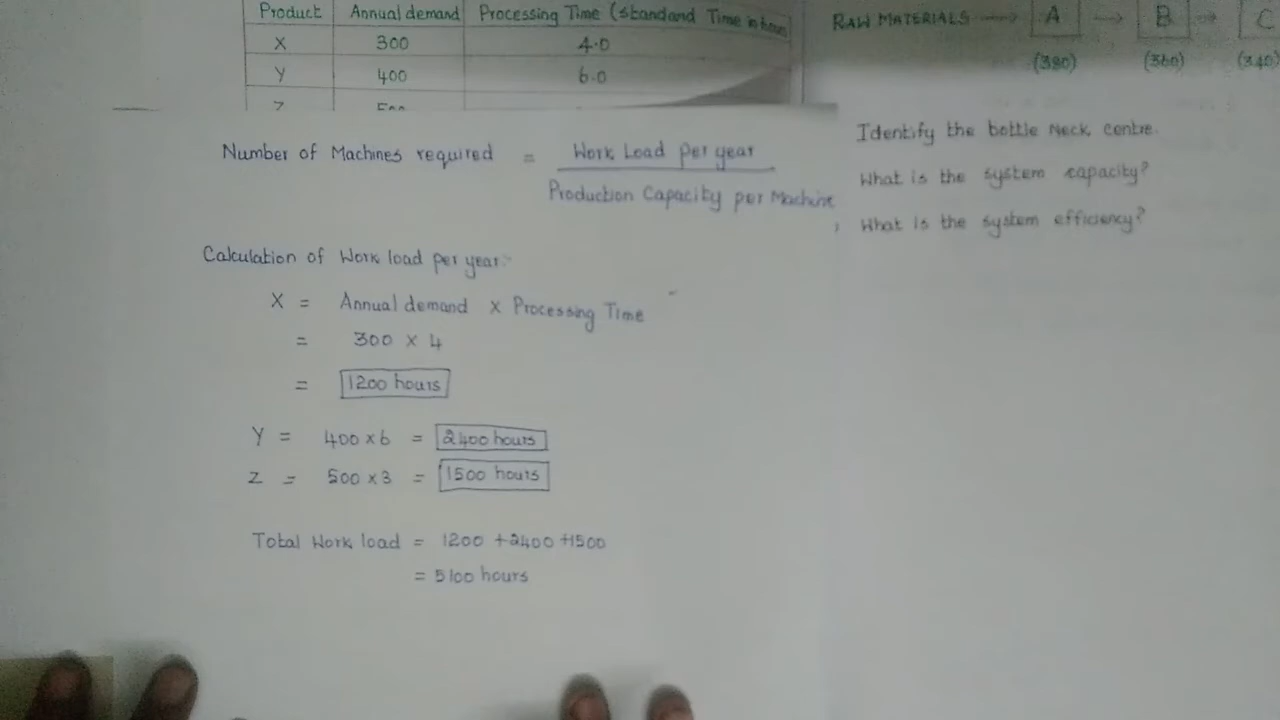 Product Annual demand Processing Time (standand Time in hours
X 300 4.0
Y 400 6.0
Z 500
Number of Machines required = Work Load per year
Production Capacity per Machine
Calculation of Work load per year:-
X = Annual demand x Processing Time
= 300 x 4
= 1200 hours
Y = 400 x 6 = 2400 hours
Z = 500 x 3 = 1500 hours
Total Work load = 1200 + 2400 + 1500
= 5100 hours
RAW MATERIALS → A → B → C
(380) (360) (340)
Identify the bottle Neck centre.
What is the system capacity?
) What is the system efficiency?